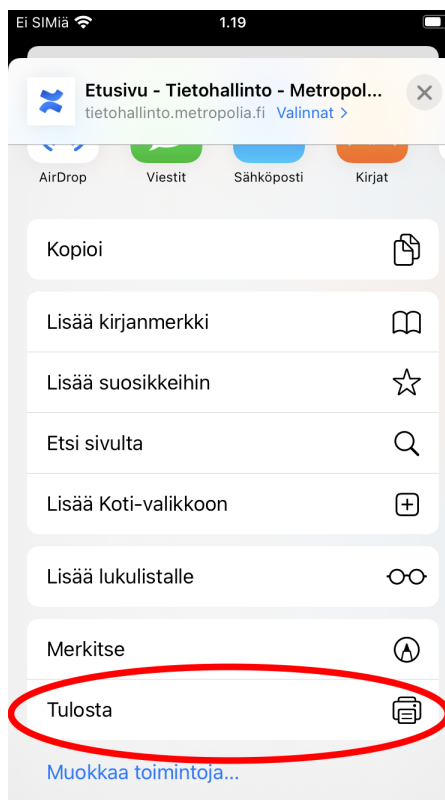 Ei SIMiä 1.19
Etusivu - Tietohallinto - Metropol...
tietohallinto.metropolia.fi Valinnat >
AirDrop Viestit Sähköposti Kirjat
Kopioi
Lisää kirjanmerkki
Lisää suosikkeihin
Etsi sivulta
Lisää Koti-valikkoon
Lisää lukulistalle
Merkitse
Tulosta
Muokkaa toimintoja...